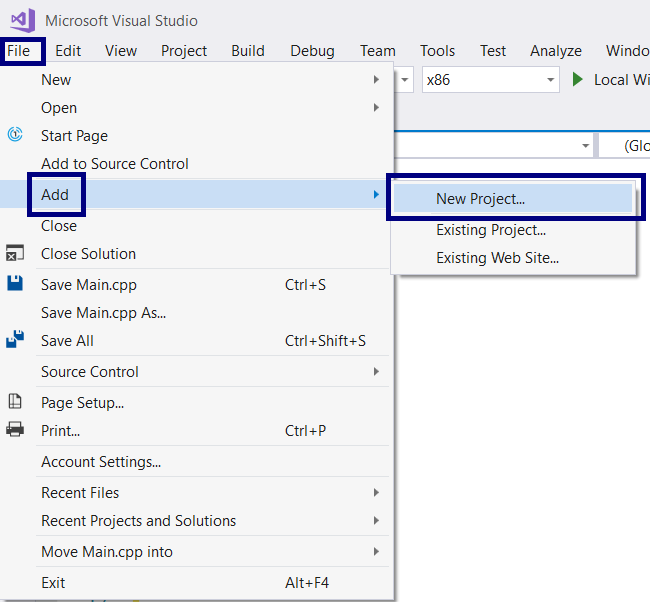 Microsoft Visual Studio
File Edit View Project Build Debug Team Tools Test Analyze Windo
x86 Local Wi
(Glo
New
Open
Start Page
Add to Source Control
Add
New Project...
Close
Existing Project...
Close Solution
Existing Web Site...
Save Main.cpp Ctrl+S
Save Main.cpp As...
Save All Ctrl+Shift+S
Source Control
Page Setup...
Print... Ctrl+P
Account Settings...
Recent Files
Recent Projects and Solutions
Move Main.cpp into
Exit Alt+F4